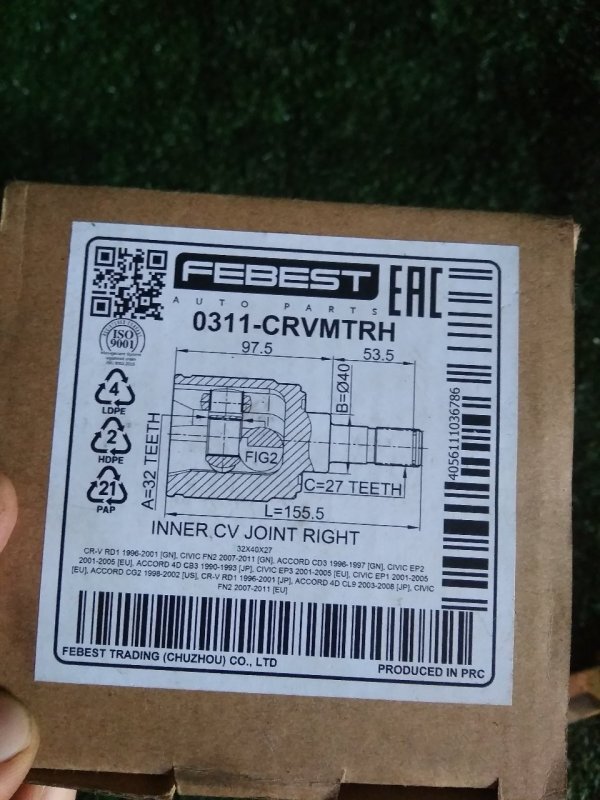 FEBEST
AUTO PARTS
EAC
0311-CRVMTRH
ISO
9001
97.5
53.5
B=Ø40
4
LDPE
2
HDPE
21
PAP
A=32 TEETH
FIG2
C=27 TEETH
L=155.5
4056111036786
INNER CV JOINT RIGHT
32X40X27
CR-V RD1 1996-2001 [GN], CIVIC FN2 2007-2011 [GN], ACCORD CD3 1996-1997 [GN], CIVIC EP2
2001-2005 [EU], ACCORD 4D CB3 1990-1993 [JP], CIVIC EP3 2001-2005 [EU], CIVIC EP1 2001-2005
[EU], ACCORD CG2 1998-2002 [US], CR-V RD1 1996-2001 [JP], ACCORD 4D CL9 2003-2008 [JP], CIVIC
FN2 2007-2011 [EU]
FEBEST TRADING (CHUZHOU) CO., LTD
PRODUCED IN PRC